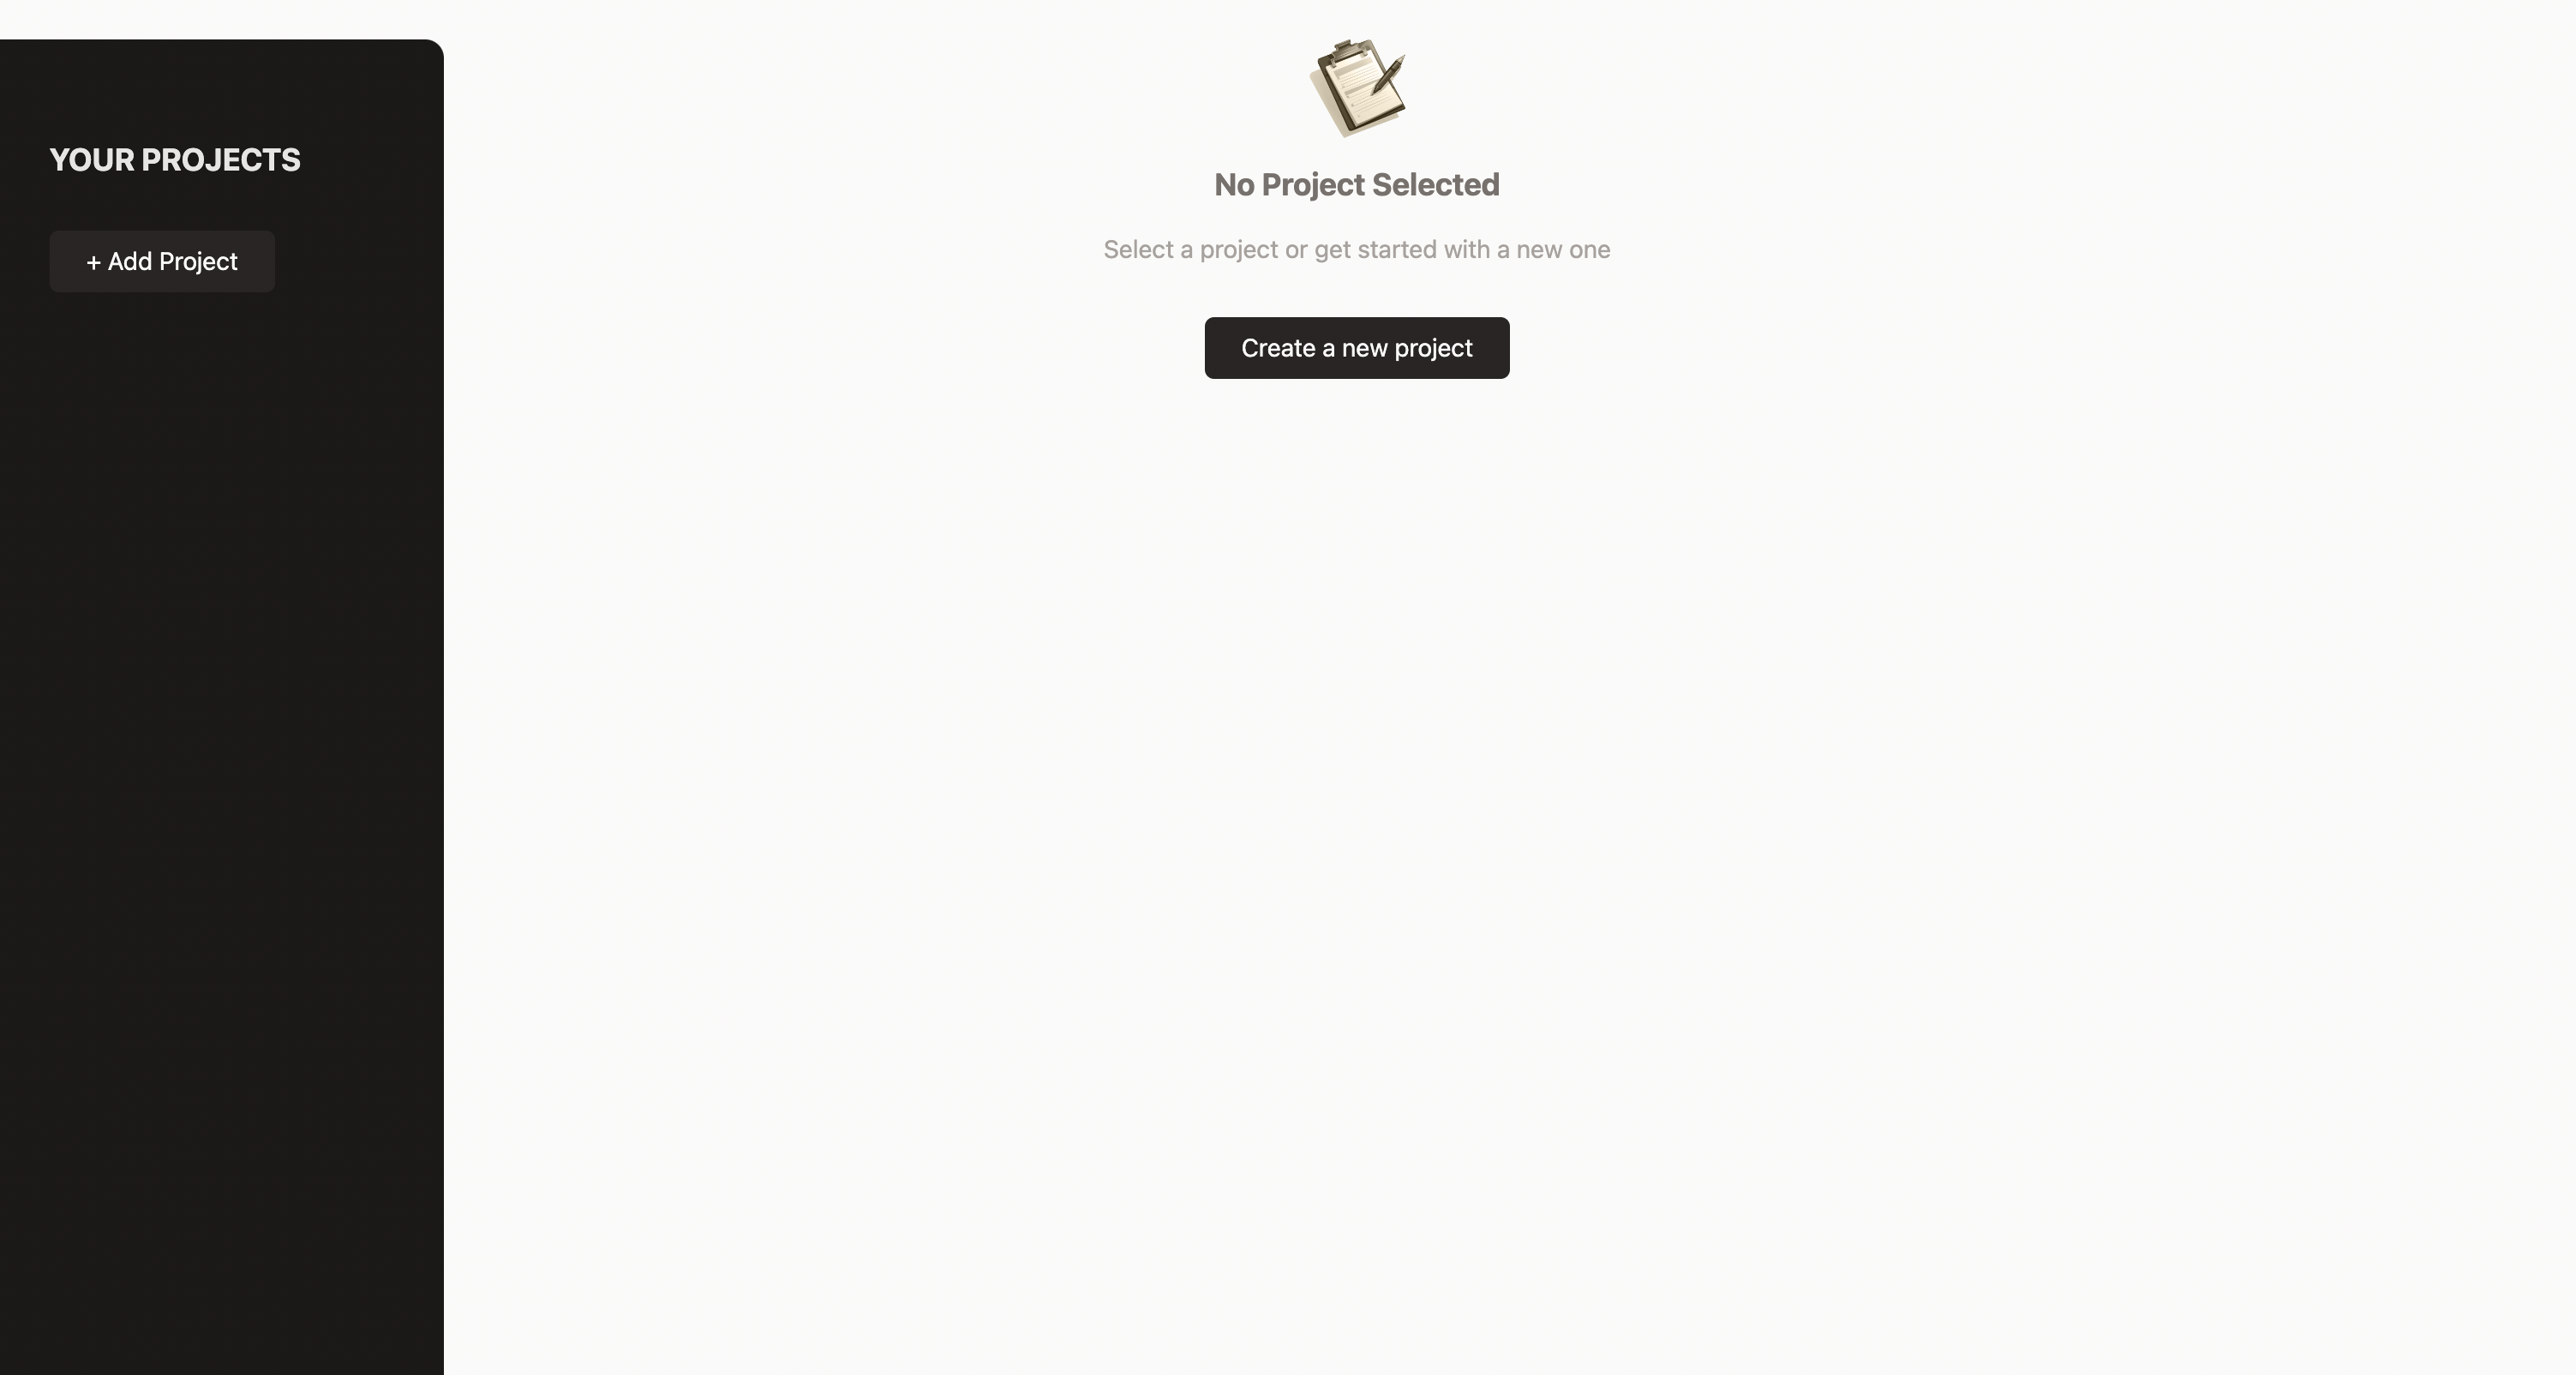 YOUR PROJECTS
+ Add Project
No Project Selected
Select a project or get started with a new one
Create a new project